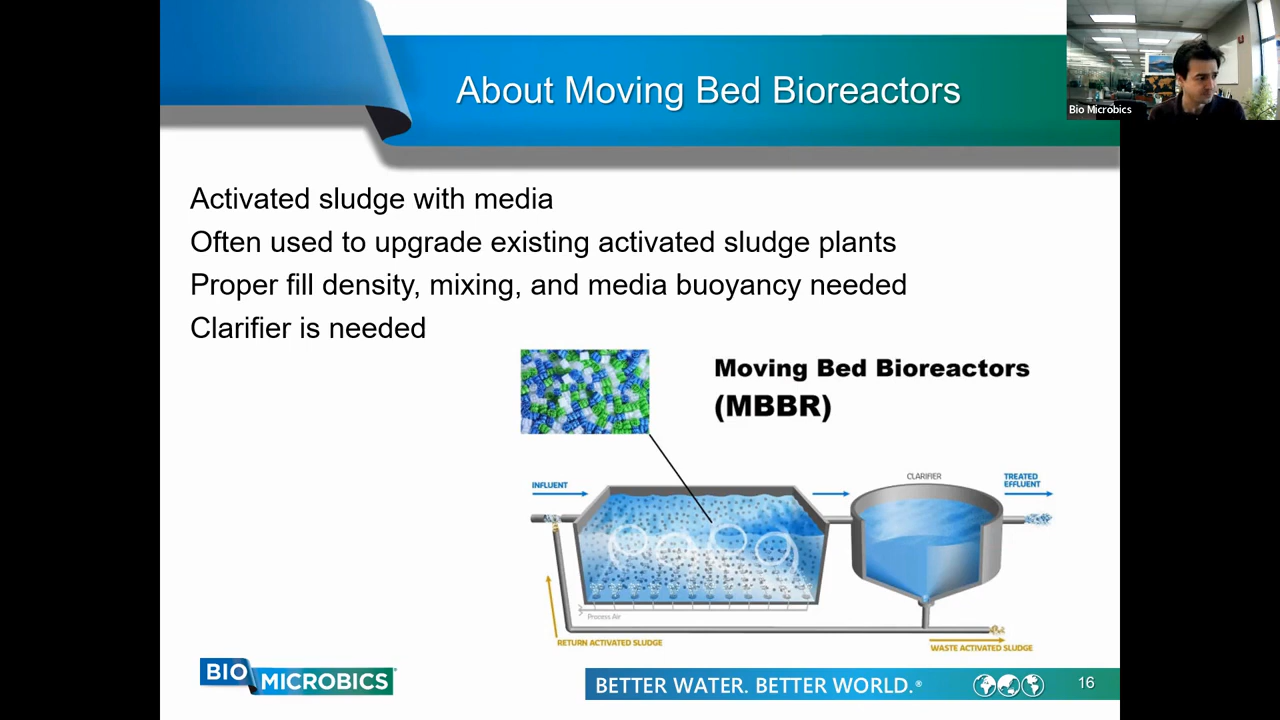 About Moving Bed Bioreactors
Bio Microbics
Activated sludge with media
Often used to upgrade existing activated sludge plants
Proper fill density, mixing, and media buoyancy needed
Clarifier is needed
Moving Bed Bioreactors
(MBBR)
INFLUENT
CLARIFIER
TREATED
EFFLUENT
Process Air
RETURN ACTIVATED SLUDGE
WASTE ACTIVATED SLUDGE
BIO MICROBICS®
BETTER WATER. BETTER WORLD.®
16